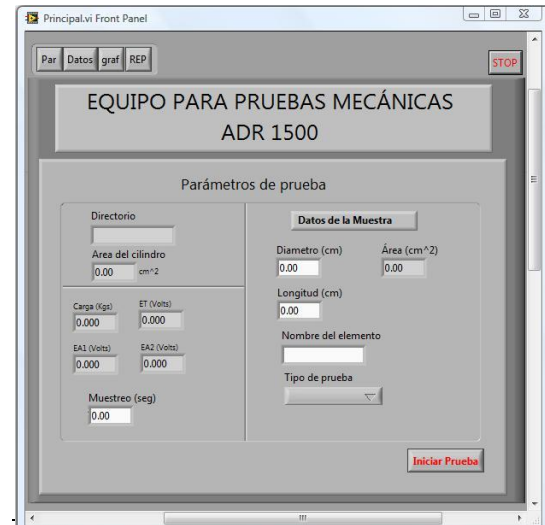 Principal.vi Front Panel
Par Datos graf REP
STOP
EQUIPO PARA PRUEBAS MECÁNICAS
ADR 1500
Parámetros de prueba
Directorio
Area del cilindro
0.00 cm^2
Carga (Kgs) ET (Volts)
0.000 0.000
EA1 (Volts) EA2 (Volts)
0.000 0.000
Muestreo (seg)
0.00
Datos de la Muestra
Diametro (cm) Área (cm^2)
0.00 0.00
Longitud (cm)
0.00
Nombre del elemento
Tipo de prueba
Iniciar Prueba